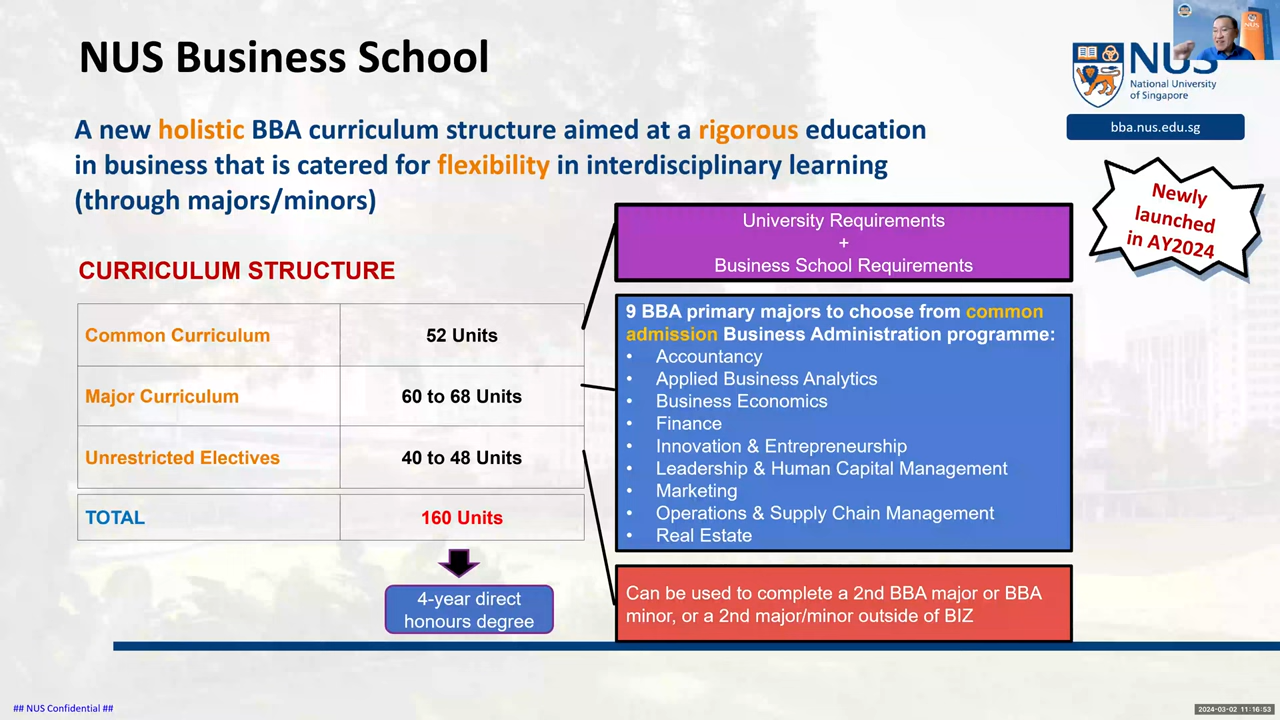 NUS Business School
A new holistic BBA curriculum structure aimed at a rigorous education
in business that is catered for flexibility in interdisciplinary learning
(through majors/minors)
NUS
National University
of Singapore
bba.nus.edu.sg
Newly
launched
in AY2024
CURRICULUM STRUCTURE
Common Curriculum 52 Units
Major Curriculum 60 to 68 Units
Unrestricted Electives 40 to 48 Units
TOTAL 160 Units
4-year direct
honours degree
University Requirements
+
Business School Requirements
9 BBA primary majors to choose from common
admission Business Administration programme:
• Accountancy
• Applied Business Analytics
• Business Economics
• Finance
• Innovation & Entrepreneurship
• Leadership & Human Capital Management
• Marketing
• Operations & Supply Chain Management
• Real Estate
Can be used to complete a 2nd BBA major or BBA
minor, or a 2nd major/minor outside of BIZ
## NUS Confidential ##
2024-03-02 11:16:53